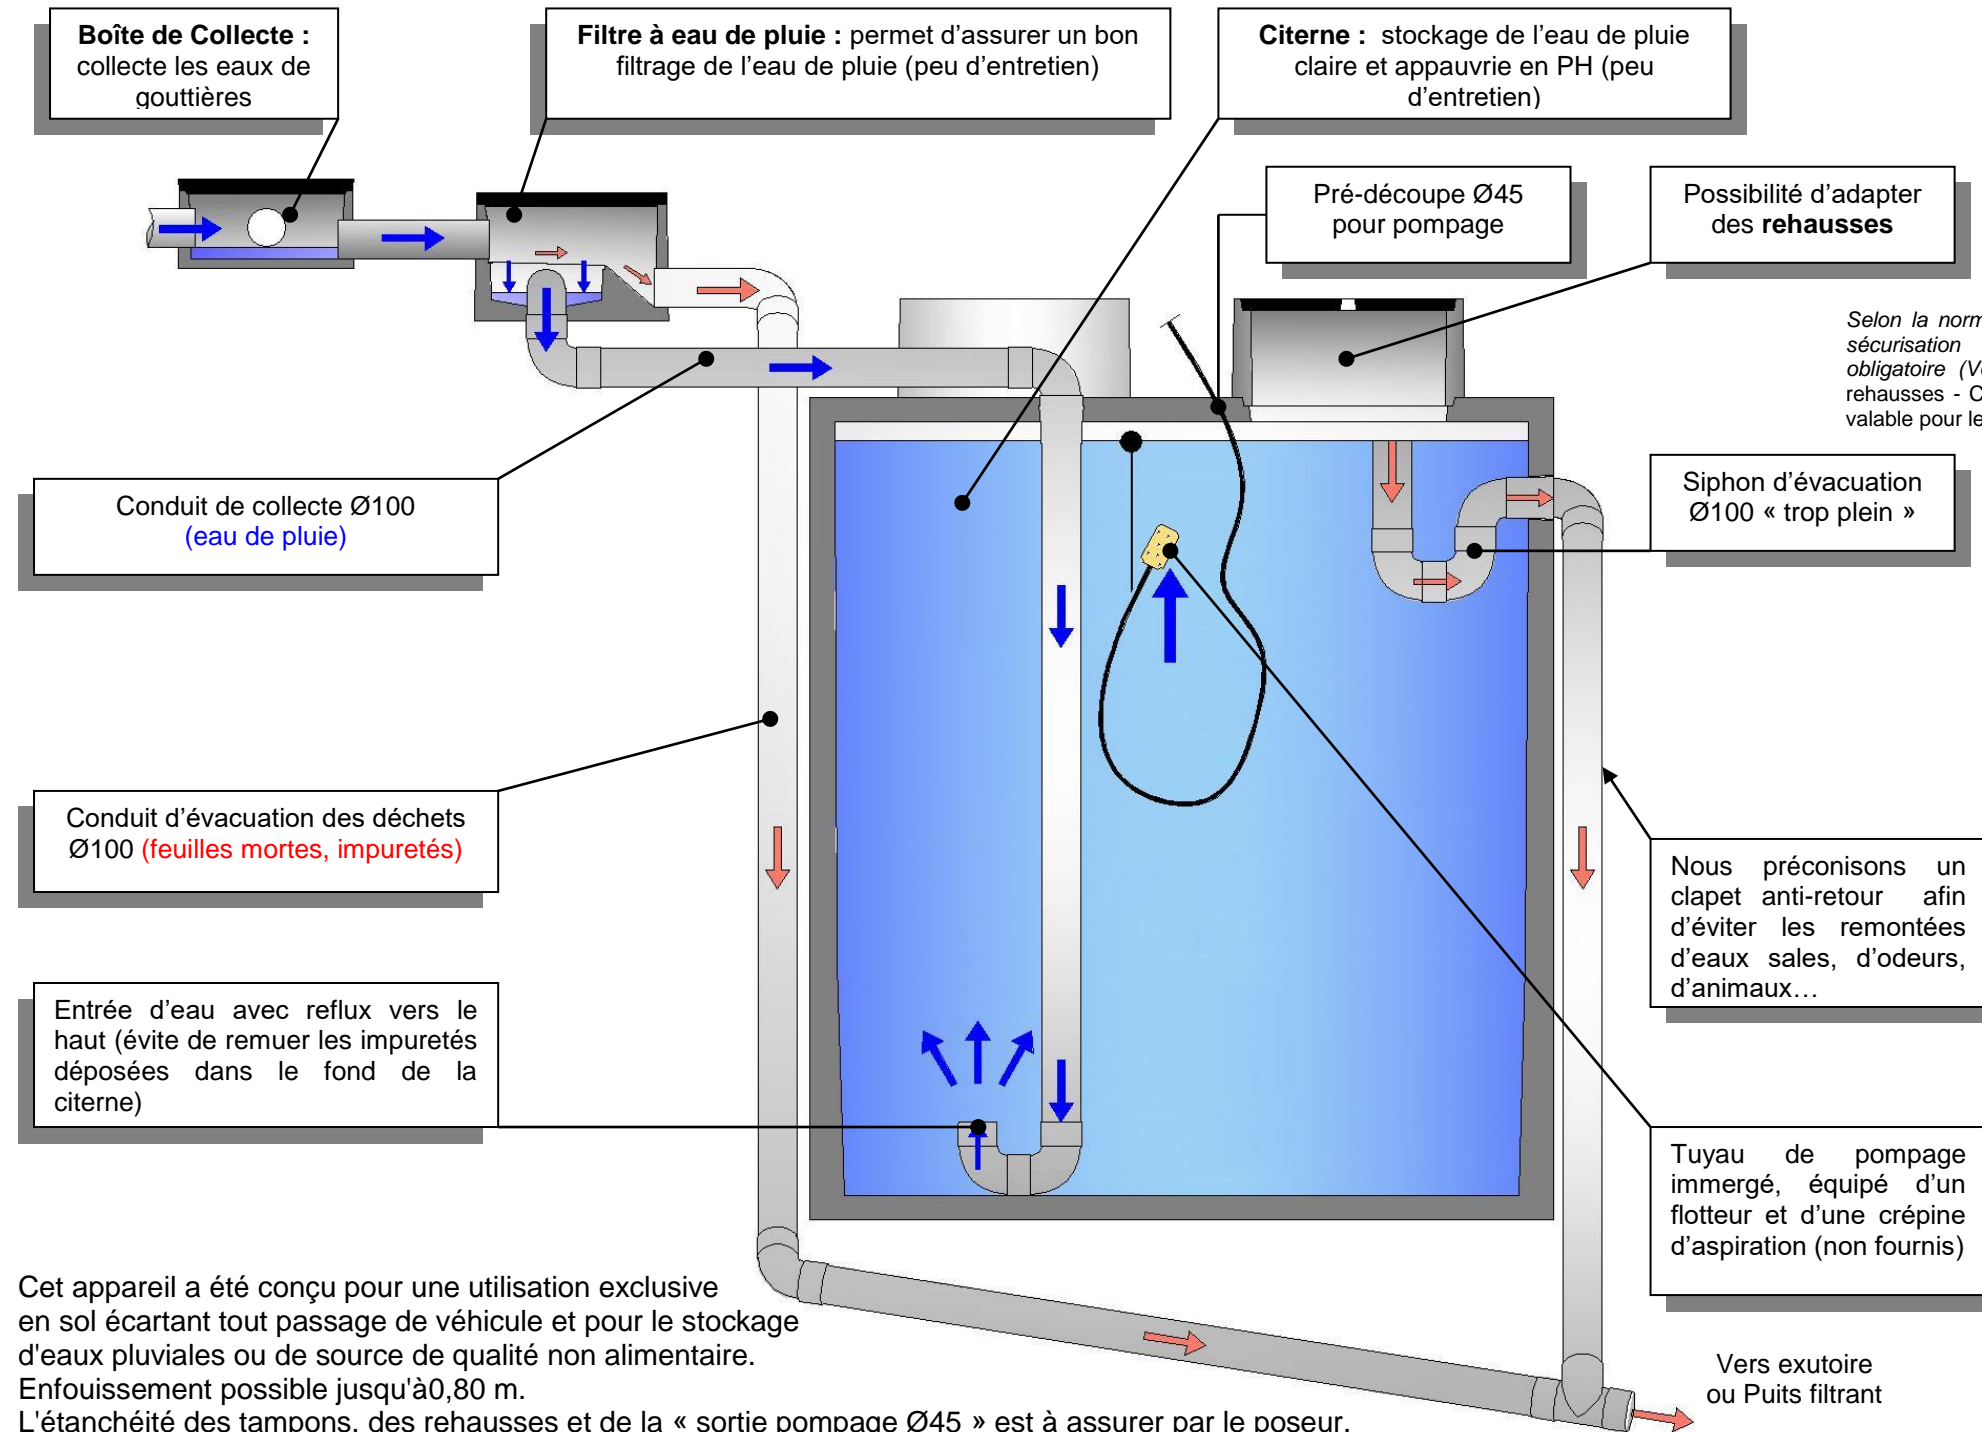 Boîte de Collecte :
collecte les eaux de
gouttières
Filtre à eau de pluie : permet d'assurer un bon
filtrage de l'eau de pluie (peu d'entretien)
Citerne : stockage de l'eau de pluie
claire et appauvrie en PH (peu
d'entretien)
Pré-découpe Ø45
pour pompage
Possibilité d'adapter
des rehausses
Selon la norm
sécurisation
obligatoire (V
rehausses - C
valable pour le
Conduit de collecte Ø100
(eau de pluie)
Siphon d'évacuation
Ø100 « trop plein »
Conduit d'évacuation des déchets
Ø100 (feuilles mortes, impuretés)
Nous préconisons un
clapet anti-retour afin
d'éviter les remontées
d'eaux sales, d'odeurs,
d'animaux…
Entrée d'eau avec reflux vers le
haut (évite de remuer les impuretés
déposées dans le fond de la
citerne)
Tuyau de pompage
immergé, équipé d'un
flotteur et d'une crépine
d'aspiration (non fournis)
Cet appareil a été conçu pour une utilisation exclusive
en sol écartant tout passage de véhicule et pour le stockage
d'eaux pluviales ou de source de qualité non alimentaire.
Enfouissement possible jusqu'à0,80 m.
L'étanchéité des tampons, des rehausses et de la « sortie pompage Ø45 » est à assurer par le poseur.
Vers exutoire
ou Puits filtrant